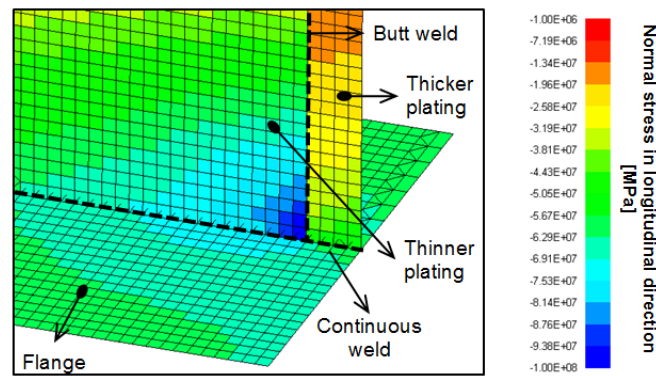 Butt weld
Thicker
plating
Thinner
plating
Continuous
weld
Flange
-1.00E+06
-7.19E+06
-1.34E+07
-1.96E+07
-2.58E+07
-3.19E+07
-3.81E+07
-4.43E+07
-5.05E+07
-5.67E+07
-6.29E+07
-6.91E+07
-7.53E+07
-8.14E+07
-8.76E+07
-9.38E+07
-1.00E+08
Normal stress in longitudinal direction
[MPa]